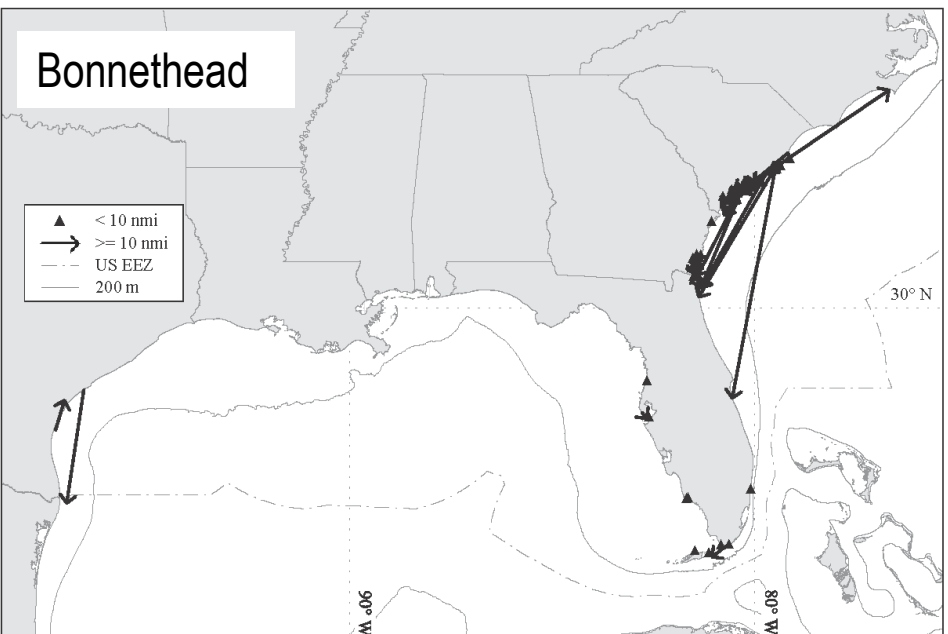 Bonnethead
< 10 nmi
>= 10 nmi
US EEZ
200 m
30° N
90° W
80° W